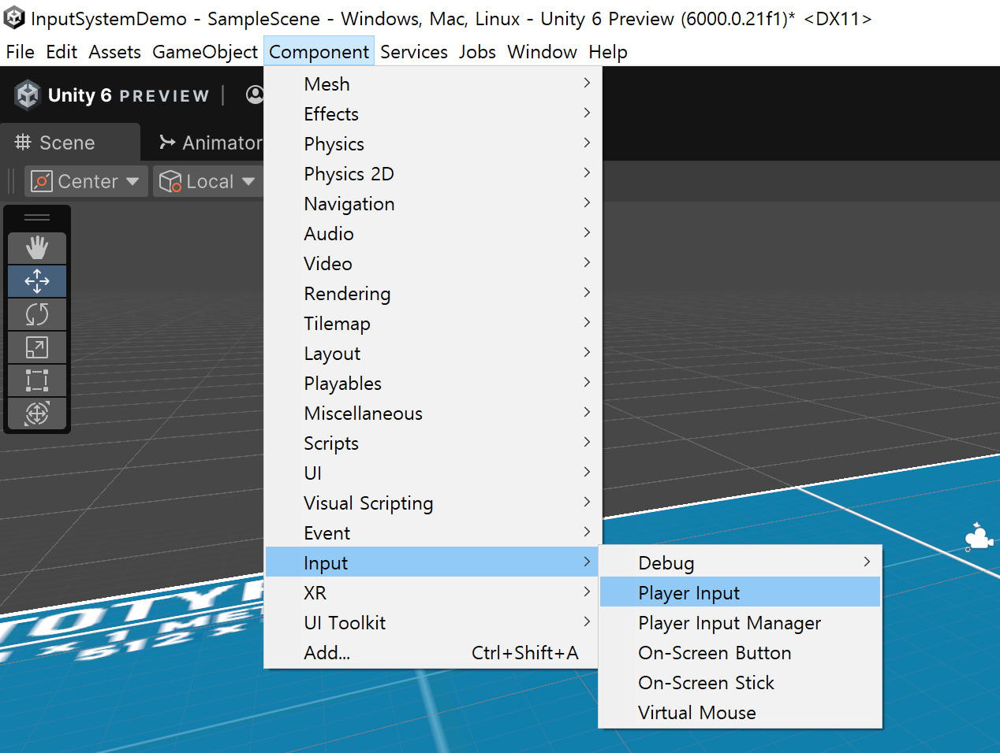 InputSystemDemo - SampleScene - Windows, Mac, Linux - Unity 6 Preview (6000.0.21f1)* <DX11>
File Edit Assets GameObject Component Services Jobs Window Help
Unity 6 PREVIEW
Scene
Animator
Center
Local
Mesh
Effects
Physics
Physics 2D
Navigation
Audio
Video
Rendering
Tilemap
Layout
Playables
Miscellaneous
Scripts
UI
Visual Scripting
Event
Input
XR
UI Toolkit
Add... Ctrl+Shift+A
Debug
Player Input
Player Input Manager
On-Screen Button
On-Screen Stick
Virtual Mouse
512 x